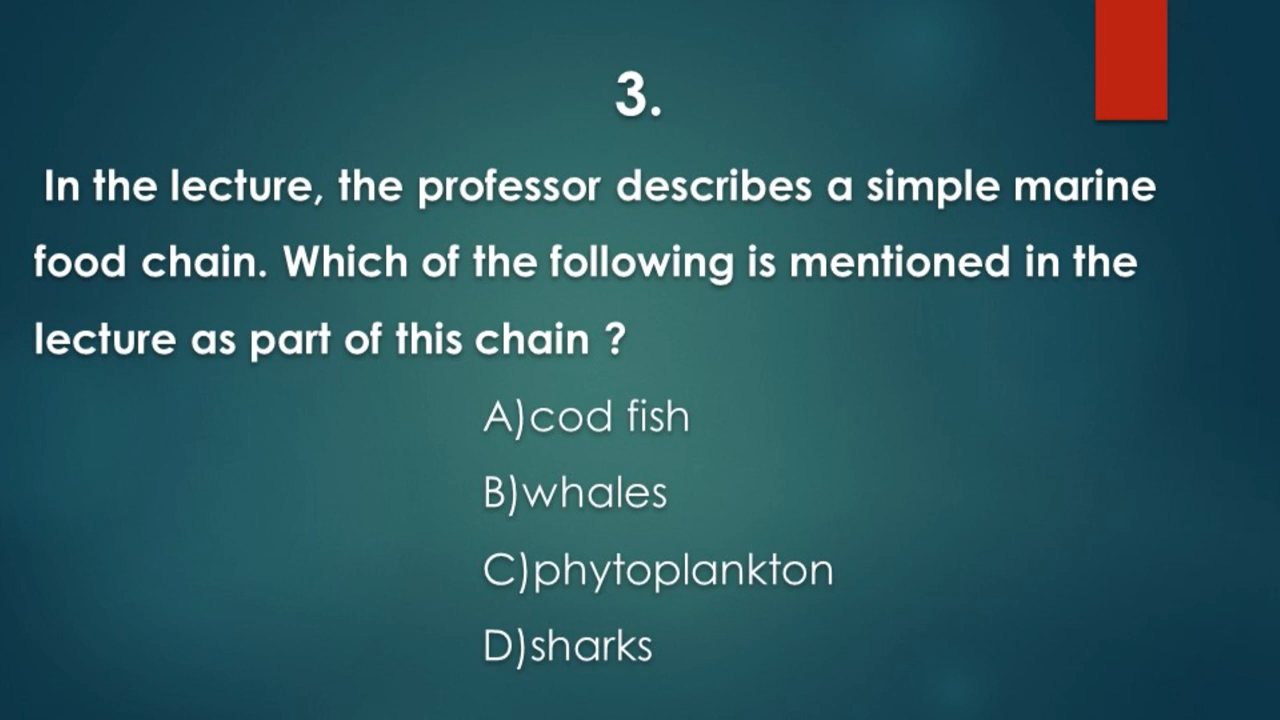 3.
In the lecture, the professor describes a simple marine
food chain. Which of the following is mentioned in the
lecture as part of this chain ?
A)cod fish
B)whales
C)phytoplankton
D)sharks